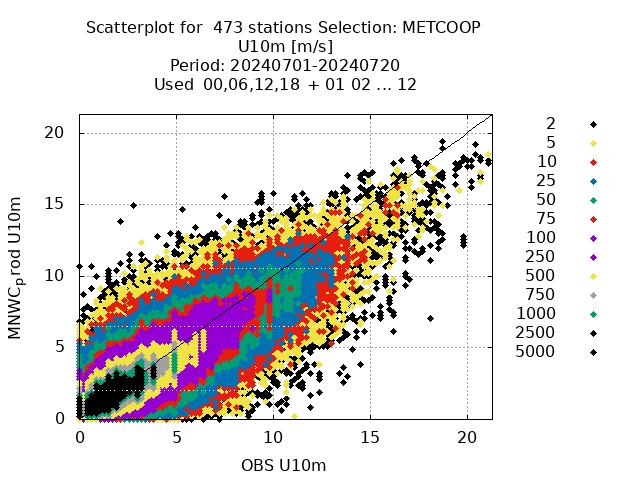 Scatterplot for  473 stations Selection: METCOOP
U10m [m/s]
Period: 20240701-20240720
Used  00,06,12,18 + 01 02 ... 12
MNWC_prod U10m
20
15
10
5
0
0 5 10 15 20
OBS U10m
2
5
10
25
50
75
100
250
500
750
1000
2500
5000